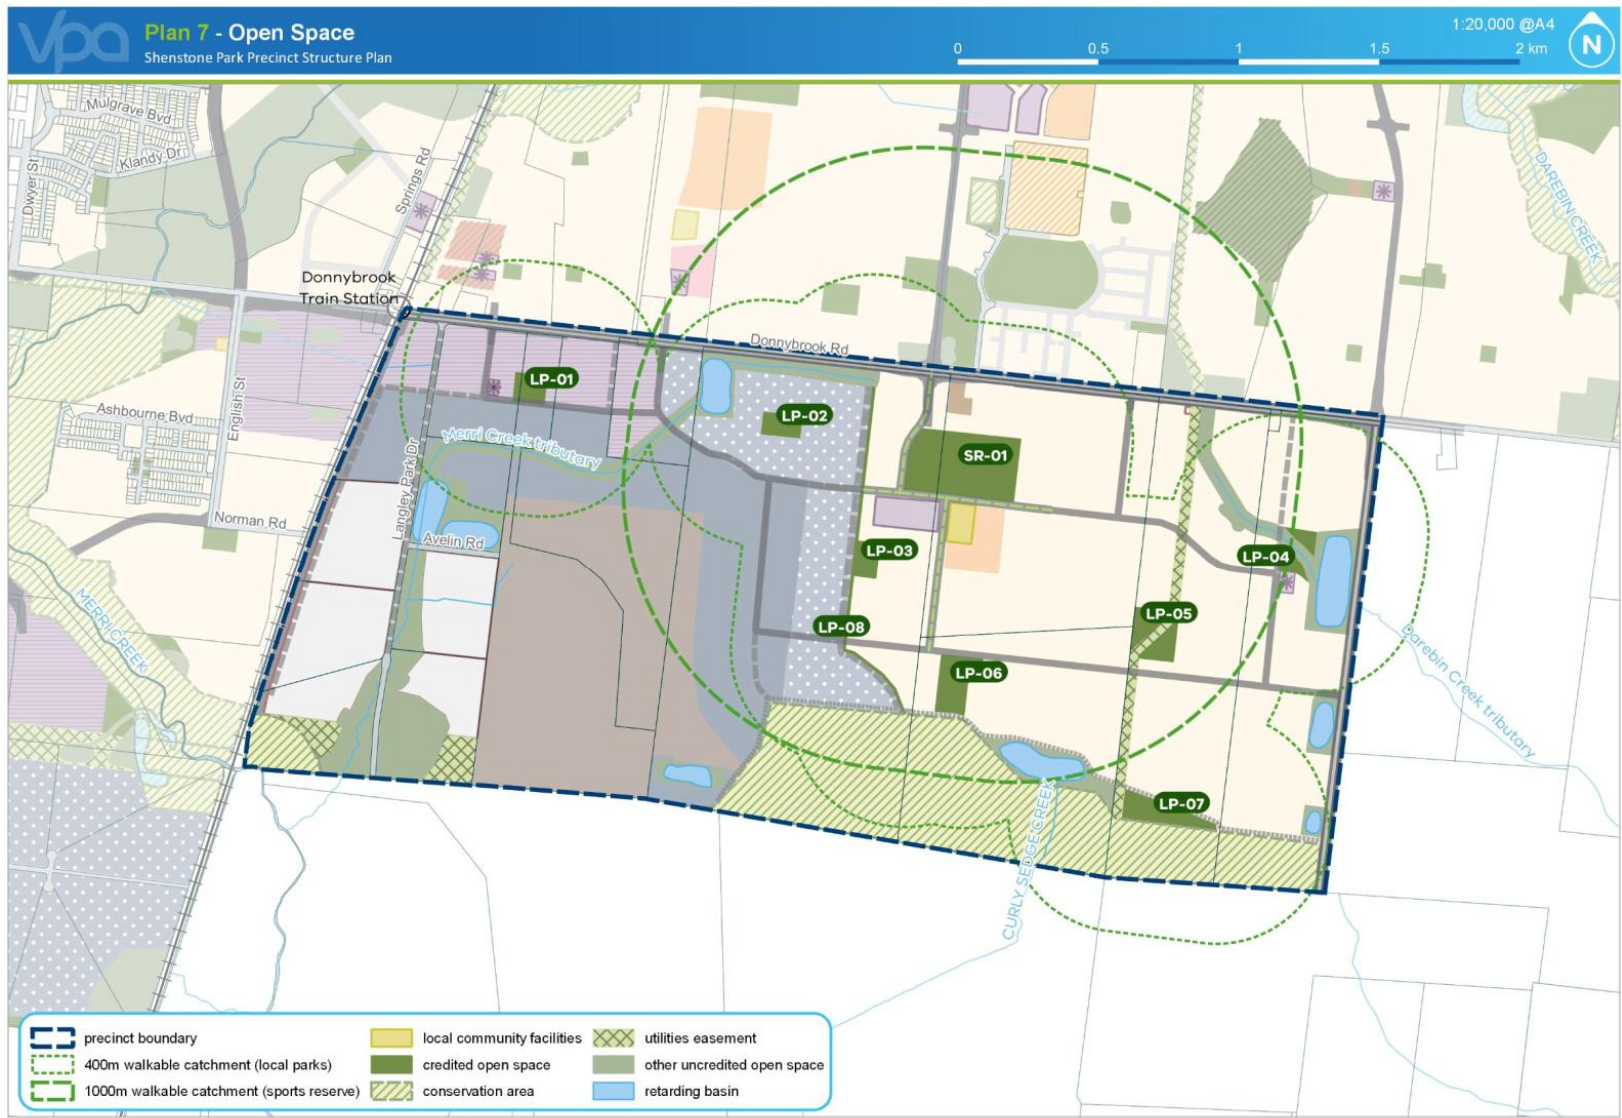 vpa
Plan 7 - Open Space
Shenstone Park Precinct Structure Plan
1:20,000 @A4
0 0.5 1 1.5 2 km
N
Mulgrave Bvd
Klandy Dr
Dwyer St
Springs Rd
DAREBIN CREEK
Donnybrook
Train Station
Donnybrook Rd
English St
Ashbourne Bvd
Norman Rd
LP-01
LP-02
SR-01
Merri Creek tributary
Langley Park Dr
Avelin Rd
LP-03
LP-04
LP-05
LP-08
LP-06
MERRI CREEK
Darebin Creek tributary
LP-07
CURLY SEDGE CREEK
precinct boundary
400m walkable catchment (local parks)
1000m walkable catchment (sports reserve)
local community facilities
credited open space
conservation area
utilities easement
other uncredited open space
retarding basin